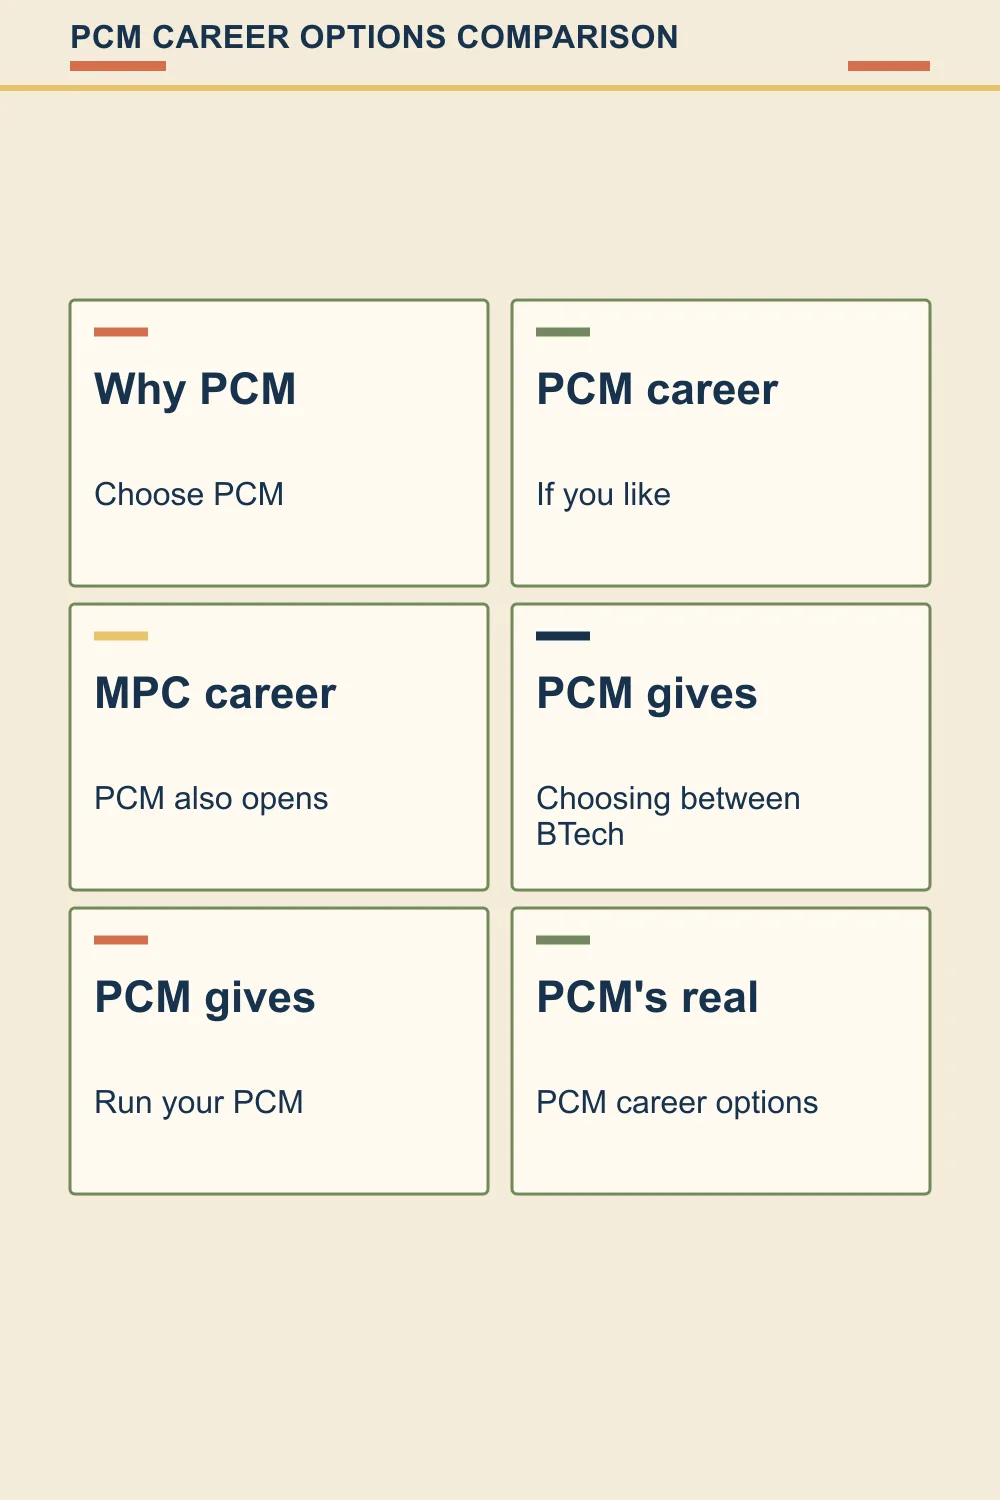 PCM CAREER OPTIONS COMPARISON
Why PCM
Choose PCM
PCM career
If you like
MPC career
PCM also opens
PCM gives
Choosing between
BTech
PCM gives
Run your PCM
PCM's real
PCM career options